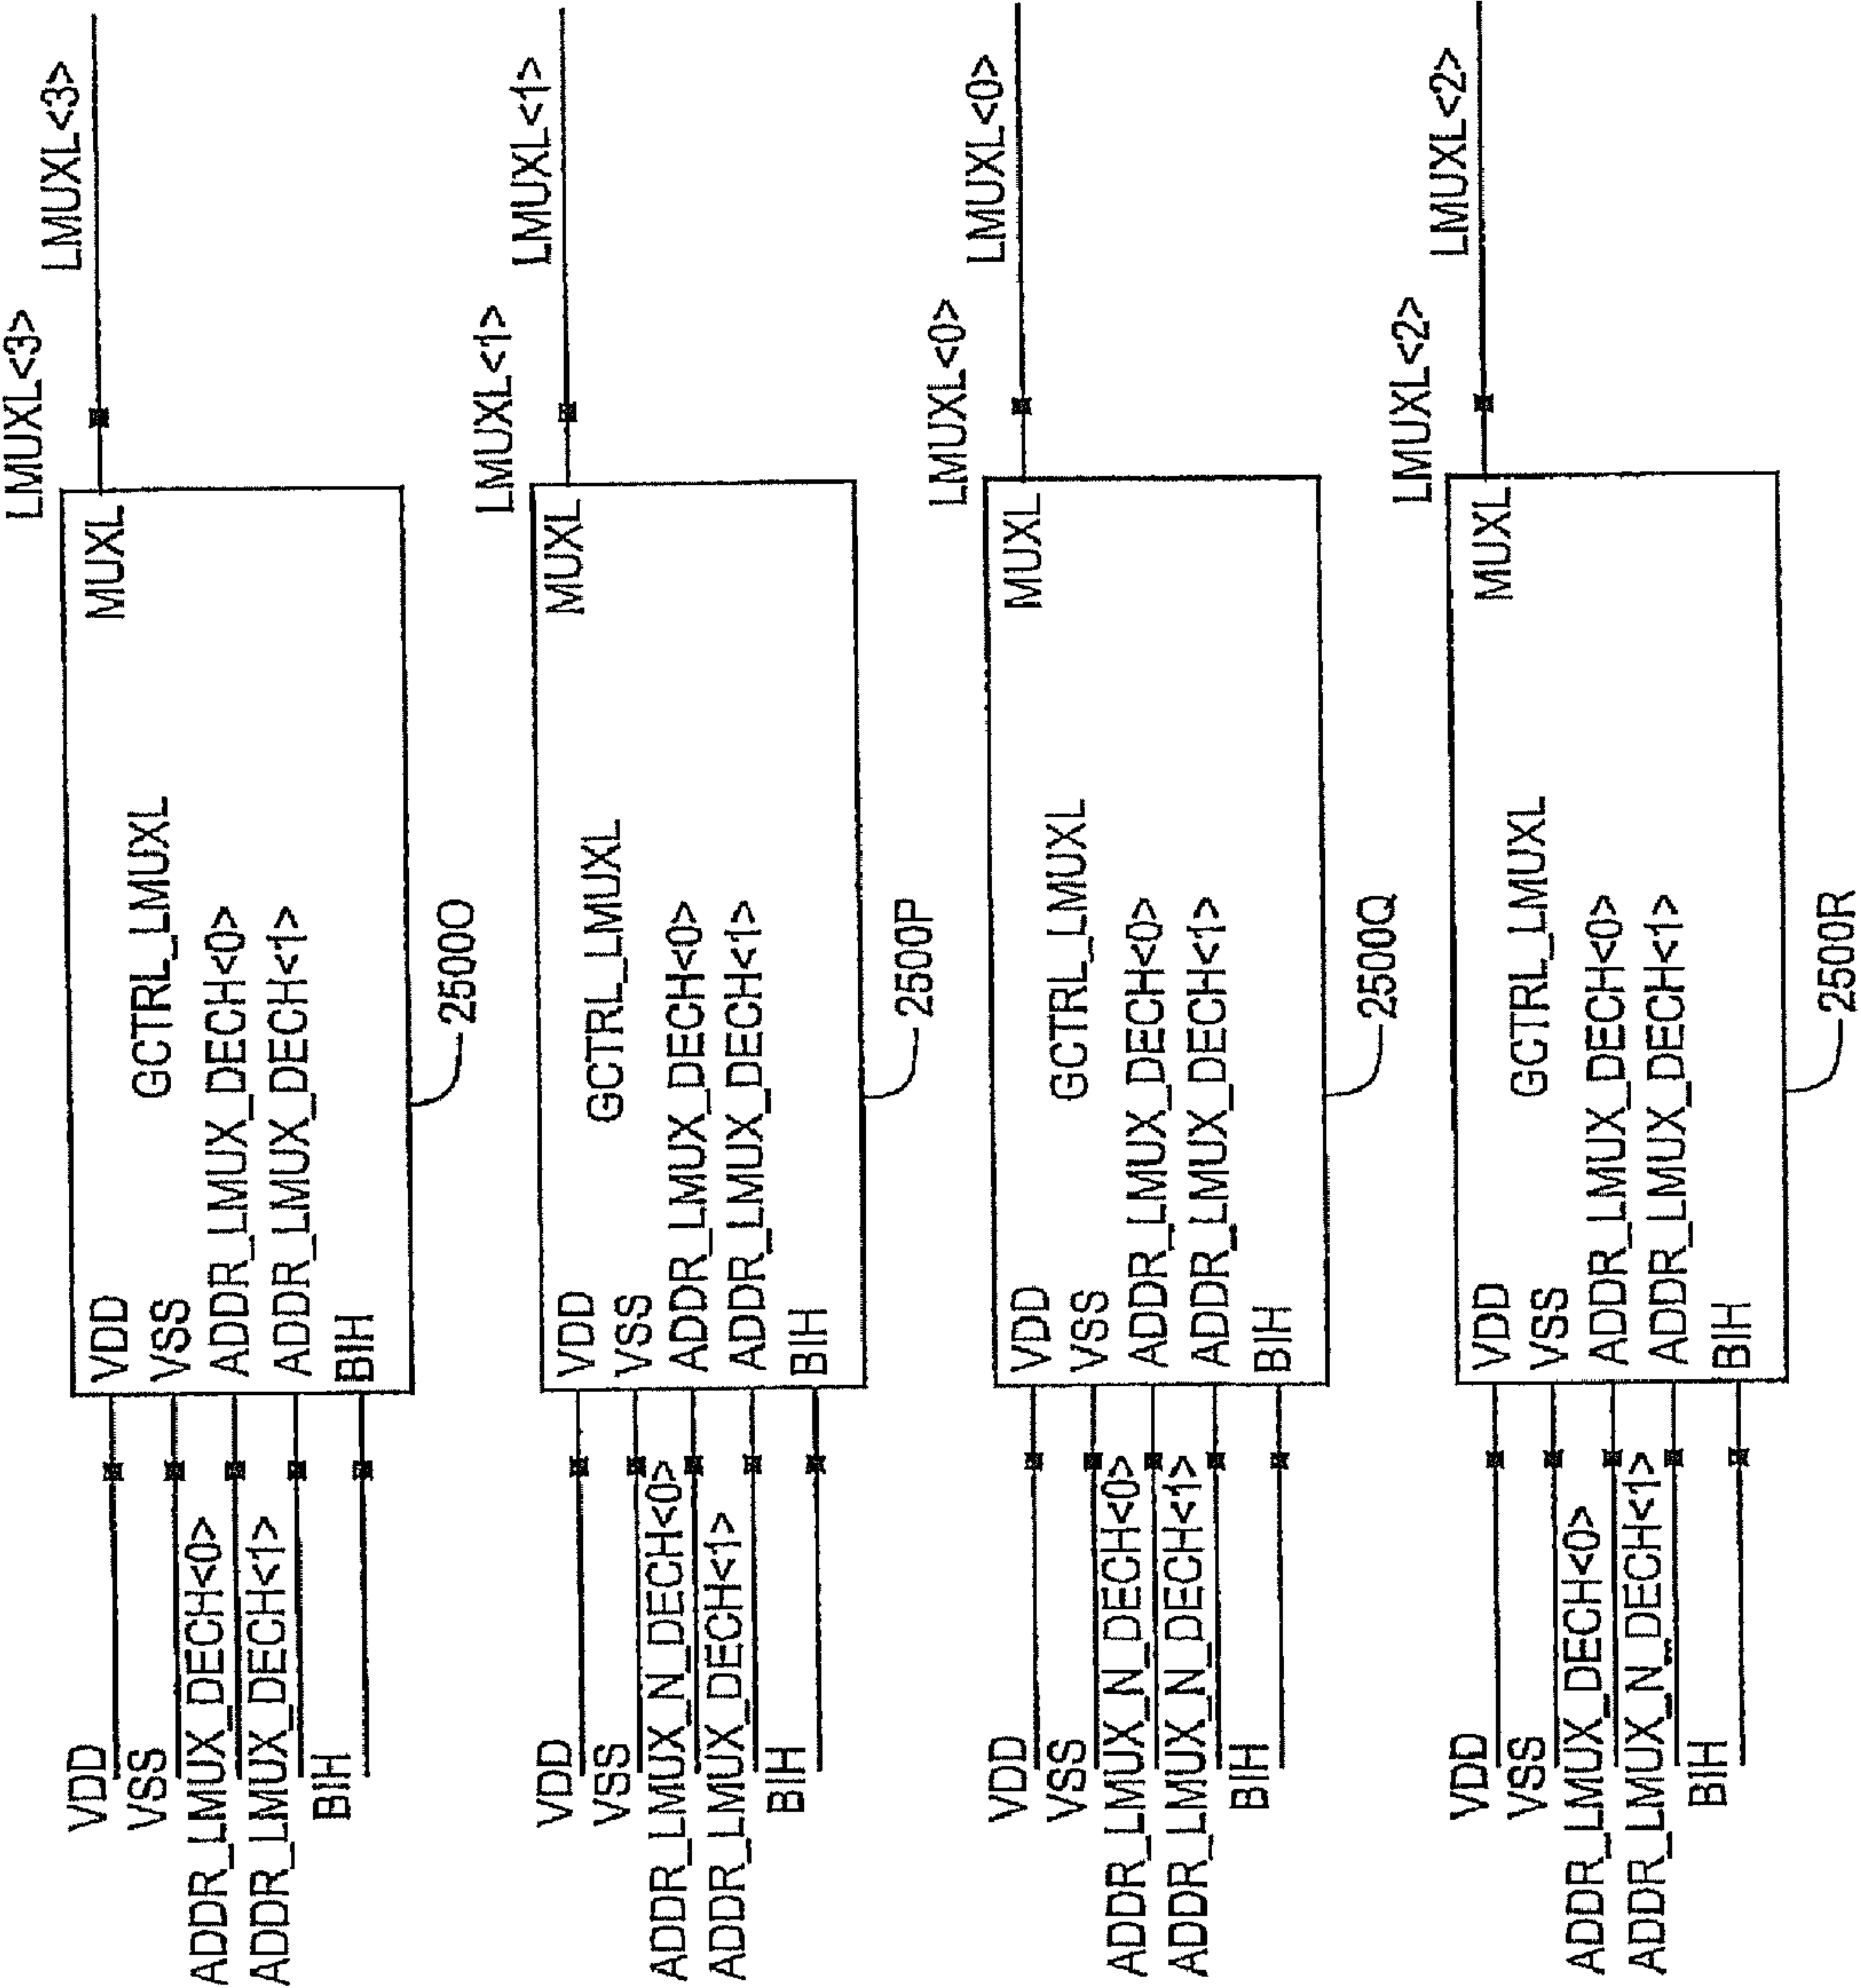 LMUXL<3>
LMUXL<3>
VDD
VSS
ADDR_LMUX_DECH<0>
ADDR_LMUX_DECH<1>
BIH
VDD
VSS
ADDR_LMUX_DECH<0>
ADDR_LMUX_DECH<1>
BIH
GCTRL_LMUXL
MUXL
2500O
LMUXL<1>
LMUXL<1>
VDD
VSS
ADDR_LMUX_N_DECH<0>
ADDR_LMUX_DECH<1>
BIH
VDD
VSS
ADDR_LMUX_DECH<0>
ADDR_LMUX_DECH<1>
BIH
GCTRL_LMUXL
MUXL
2500P
LMUXL<0>
LMUXL<0>
VDD
VSS
ADDR_LMUX_N_DECH<0>
ADDR_LMUX_N_DECH<1>
BIH
VDD
VSS
ADDR_LMUX_DECH<0>
ADDR_LMUX_DECH<1>
BIH
GCTRL_LMUXL
MUXL
2500Q
LMUXL<2>
LMUXL<2>
VDD
VSS
ADDR_LMUX_DECH<0>
ADDR_LMUX_N_DECH<1>
BIH
VDD
VSS
ADDR_LMUX_DECH<0>
ADDR_LMUX_DECH<1>
BIH
GCTRL_LMUXL
MUXL
2500R